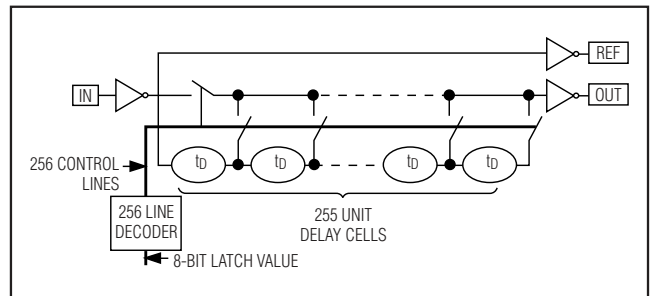 REF
IN
OUT
tD tD tD tD
256 CONTROL
LINES
256 LINE
DECODER
255 UNIT
DELAY CELLS
8-BIT LATCH VALUE